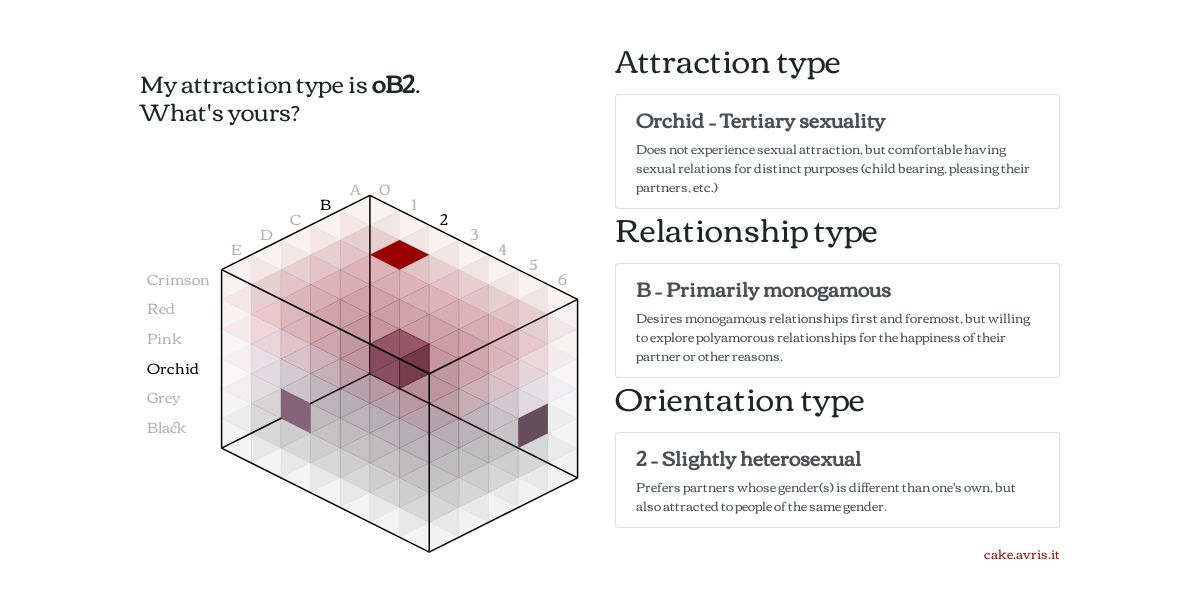 My attraction type is oB2.
What's yours?
A
O
B
1
C
2
D
3
E
4
5
6
Crimson
Red
Pink
Orchid
Grey
Black
Attraction type
Orchid – Tertiary sexuality
Does not experience sexual attraction, but comfortable having
sexual relations for distinct purposes (child bearing, pleasing their
partners, etc.)
Relationship type
B – Primarily monogamous
Desires monogamous relationships first and foremost, but willing
to explore polyamorous relationships for the happiness of their
partner or other reasons.
Orientation type
2 – Slightly heterosexual
Prefers partners whose gender(s) is different than one's own, but
also attracted to people of the same gender.
cake.avris.it